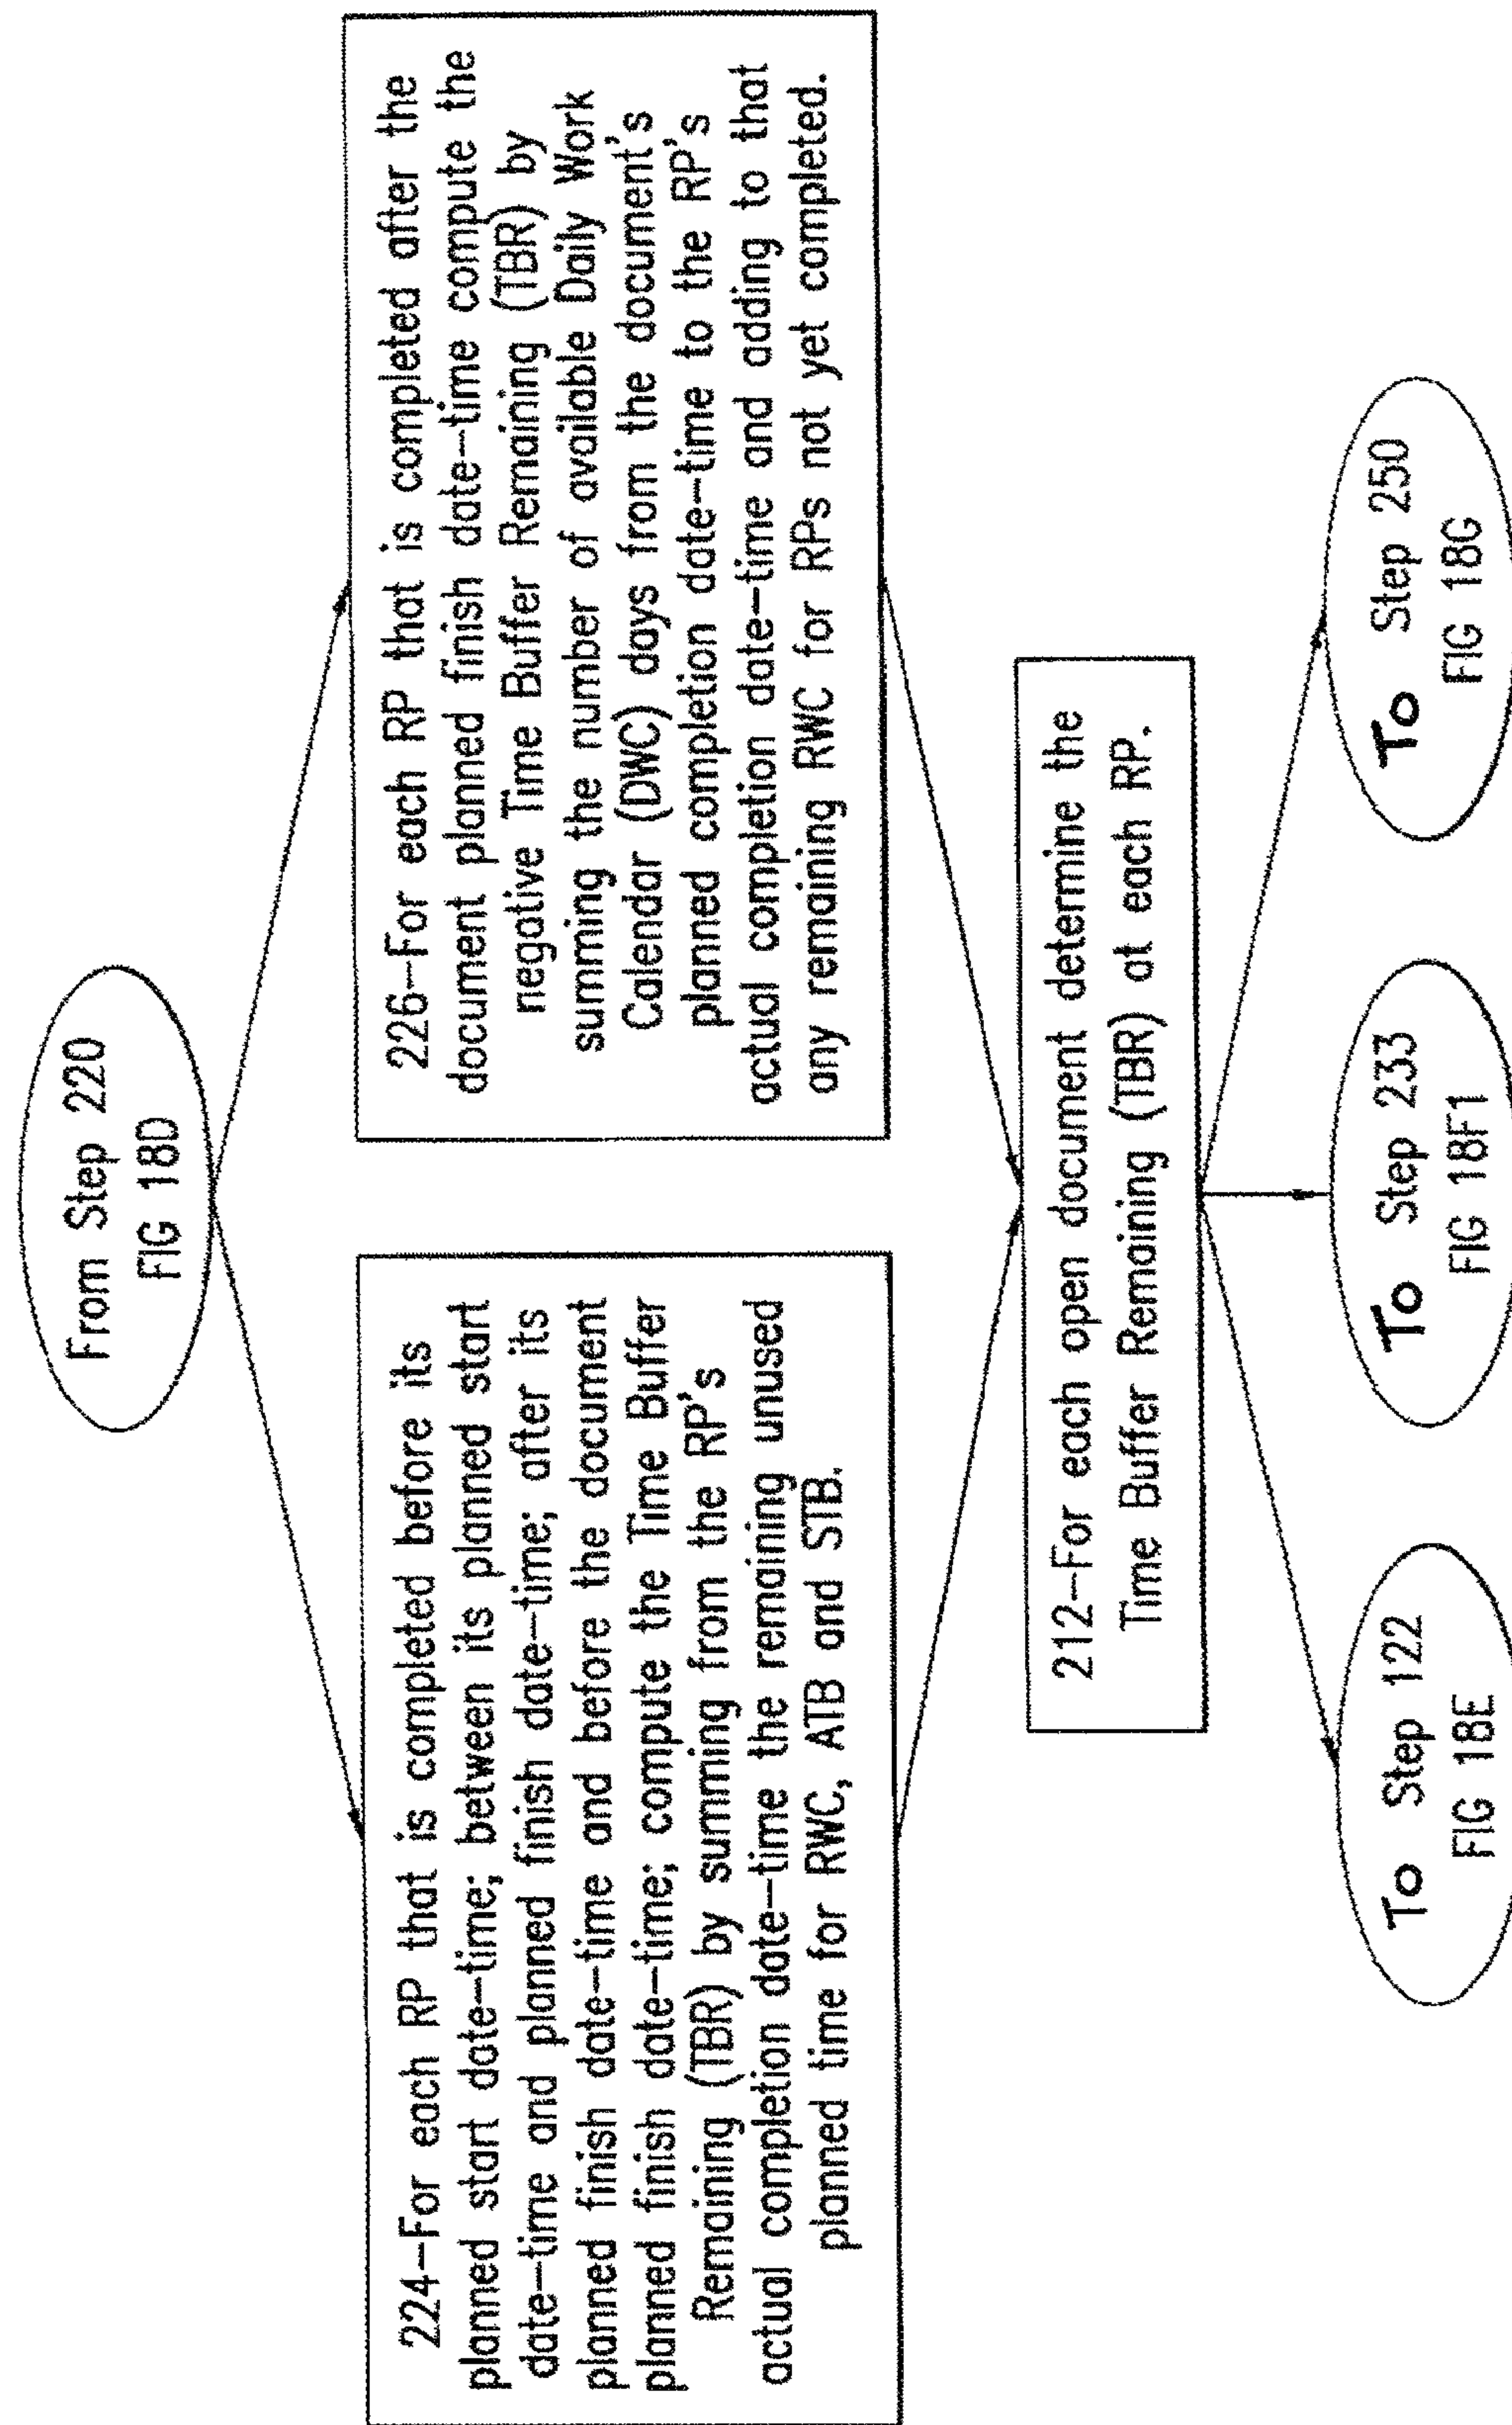 From Step 220
FIG 18D
224-For each RP that is completed before its
planned start date-time; between its planned start
date-time and planned finish date-time; after its
planned finish date-time and before the document
planned finish date-time; compute the Time Buffer
Remaining (TBR) by summing from the RP's
actual completion date-time the remaining unused
planned time for RWC, ATB and STB.
226-For each RP that is completed after the
document planned finish date-time compute the
negative Time Buffer Remaining (TBR) by
summing the number of available Daily Work
Calendar (DWC) days from the document's
planned completion date-time to the RP's
actual completion date-time and adding to that
any remaining RWC for RPs not yet completed.
212-For each open document determine the
Time Buffer Remaining (TBR) at each RP.
To Step 122
FIG 18E
To Step 233
FIG 18F1
To Step 250
FIG 18G